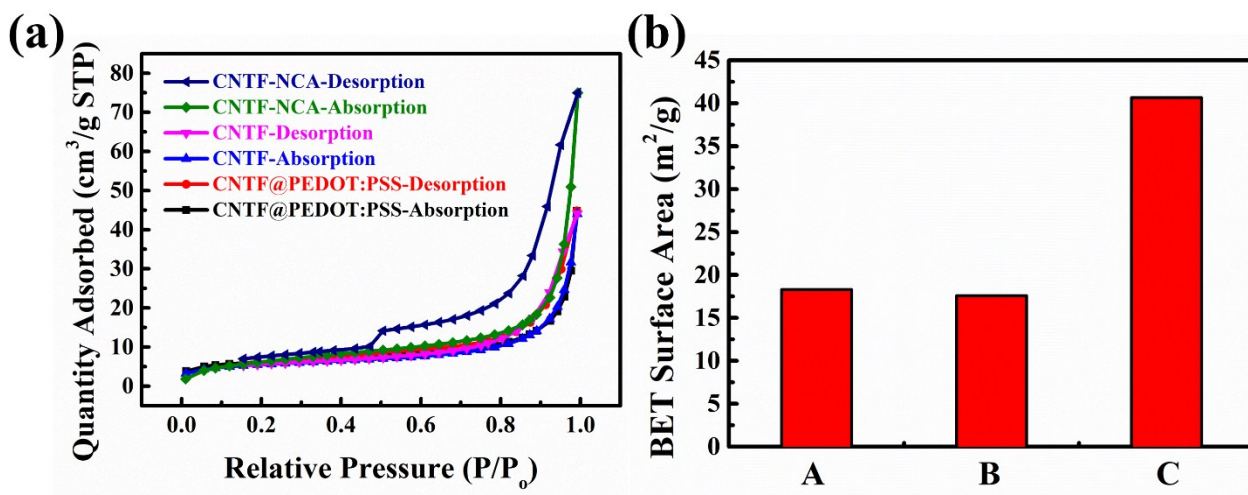 (a)
Quantity Adsorbed (cm³/g STP)
80
70
60
50
40
30
20
10
0
CNTF-NCA-Desorption
CNTF-NCA-Absorption
CNTF-Desorption
CNTF-Absorption
CNTF@PEDOT:PSS-Desorption
CNTF@PEDOT:PSS-Absorption
0.0 0.2 0.4 0.6 0.8 1.0
Relative Pressure (P/Pₒ)
(b)
BET Surface Area (m²/g)
45
40
35
30
25
20
15
10
5
0
A B C